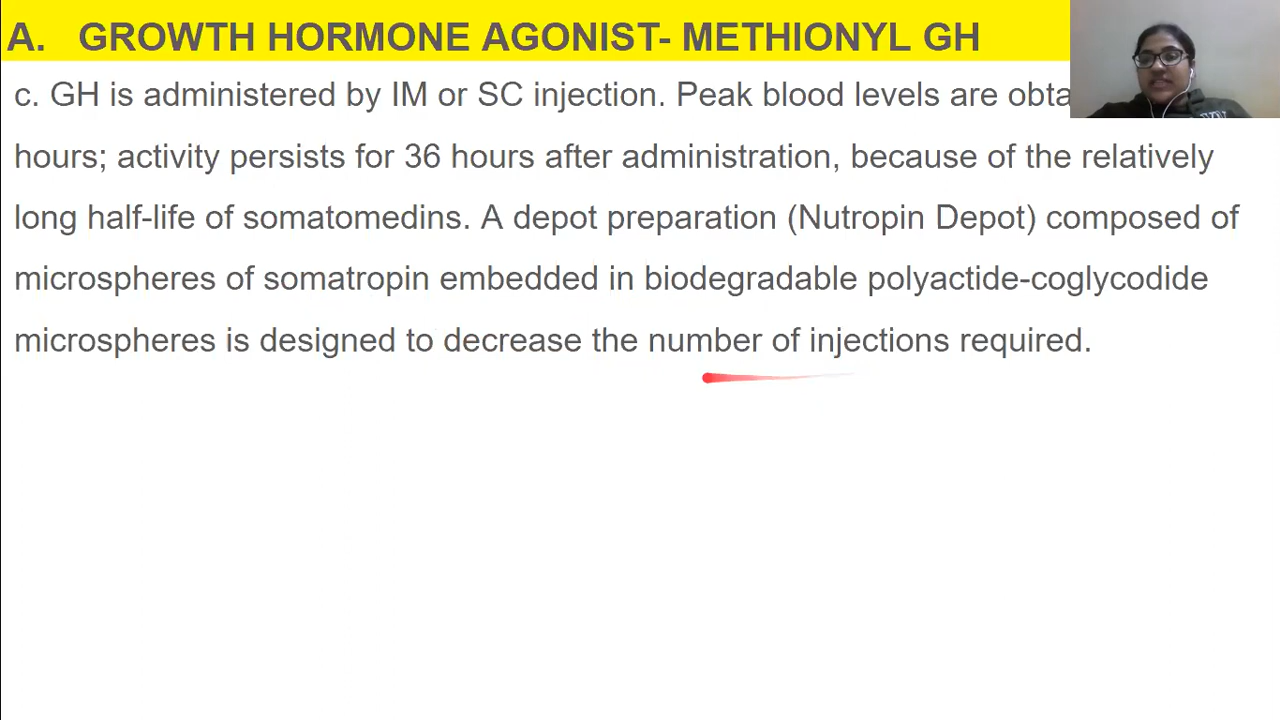 A. GROWTH HORMONE AGONIST- METHIONYL GH
c. GH is administered by IM or SC injection. Peak blood levels are
hours; activity persists for 36 hours after administration, because of the relatively
long half-life of somatomedins. A depot preparation (Nutropin Depot) composed of
microspheres of somatropin embedded in biodegradable polyactide-coglycodide
microspheres is designed to decrease the number of injections required.